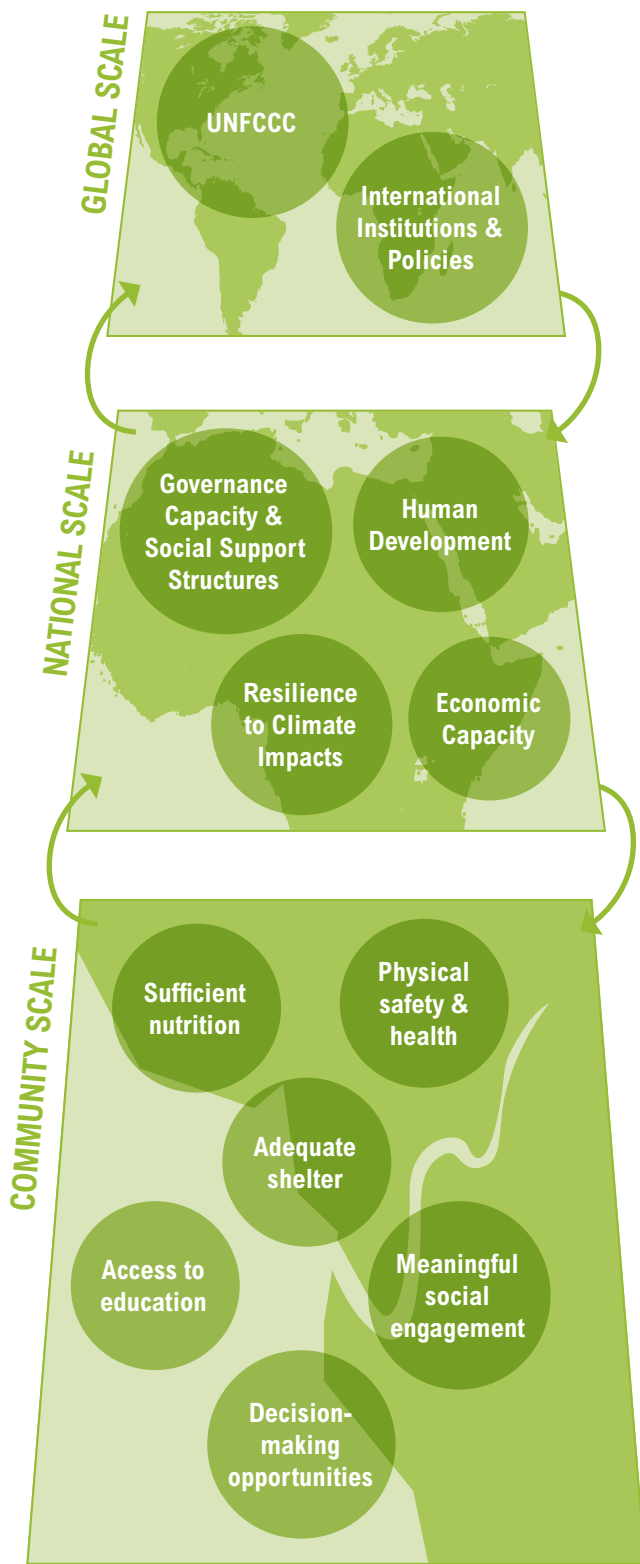 GLOBAL SCALE
UNFCCC
International
Institutions &
Policies
NATIONAL SCALE
Governance
Capacity &
Social Support
Structures
Human
Development
Resilience
to Climate
Impacts
Economic
Capacity
COMMUNITY SCALE
Sufficient
nutrition
Physical
safety &
health
Adequate
shelter
Access to
education
Meaningful
social
engagement
Decision-
making
opportunities